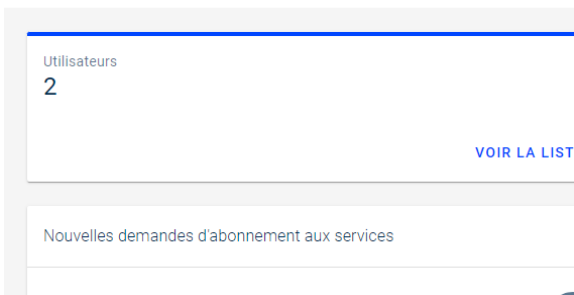 Utilisateurs
2
VOIR LA LIST
Nouvelles demandes d'abonnement aux services